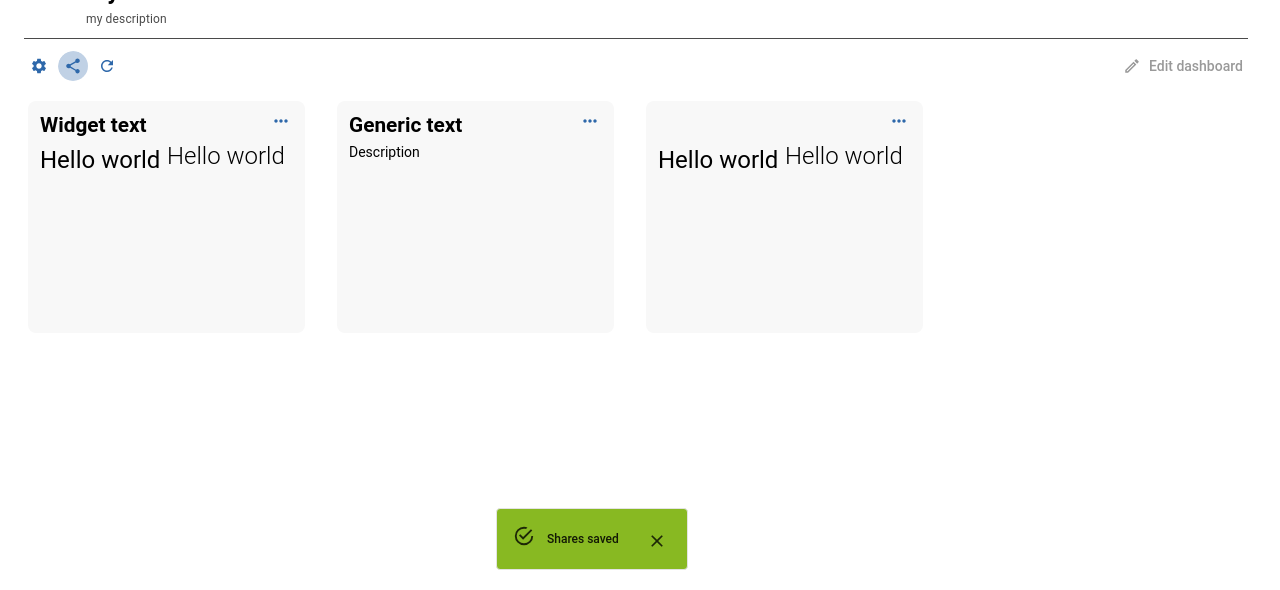 my description
Edit dashboard
Widget text
Hello world Hello world
Generic text
Description
Hello world Hello world
Shares saved